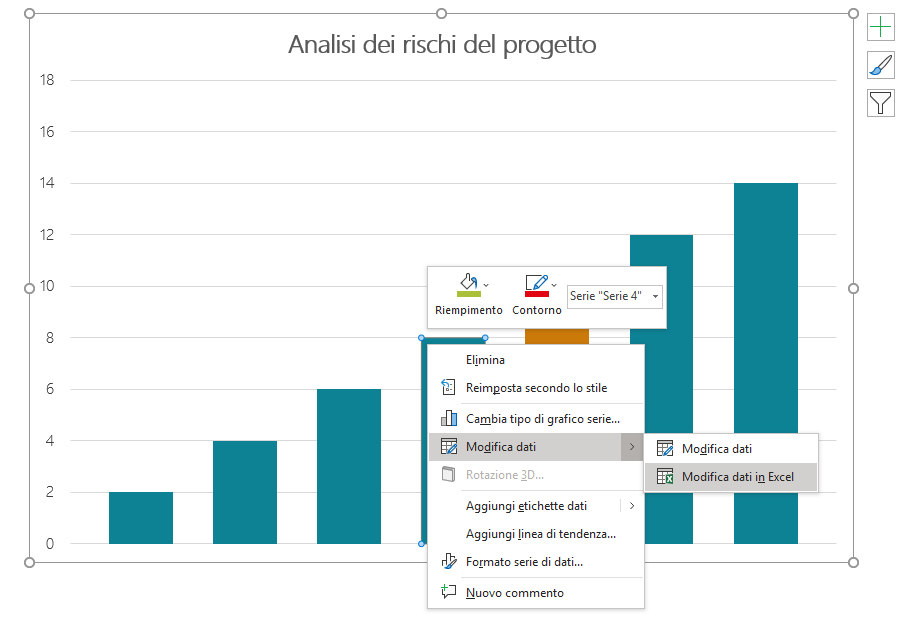 Analisi dei rischi del progetto
18
16
14
12
10
8
6
4
2
0
Riempimento
Contorno
Serie "Serie 4"
Elimina
Reimposta secondo lo stile
Cambia tipo di grafico serie...
Modifica dati
Rotazione 3D...
Aggiungi etichette dati
Aggiungi linea di tendenza...
Formato serie di dati...
Nuovo commento
Modifica dati
Modifica dati in Excel